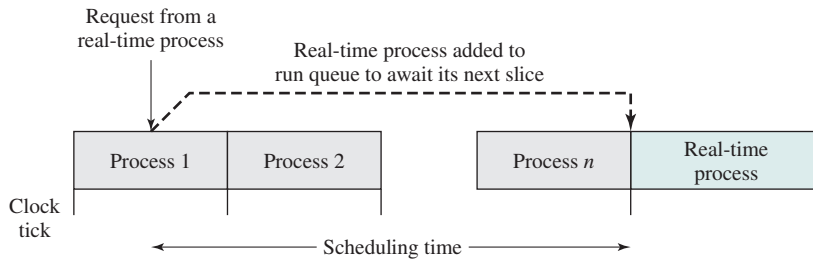 Request from a
real-time process
Real-time process added to
run queue to await its next slice
Process 1
Process 2
Process n
Real-time
process
Clock
tick
Scheduling time